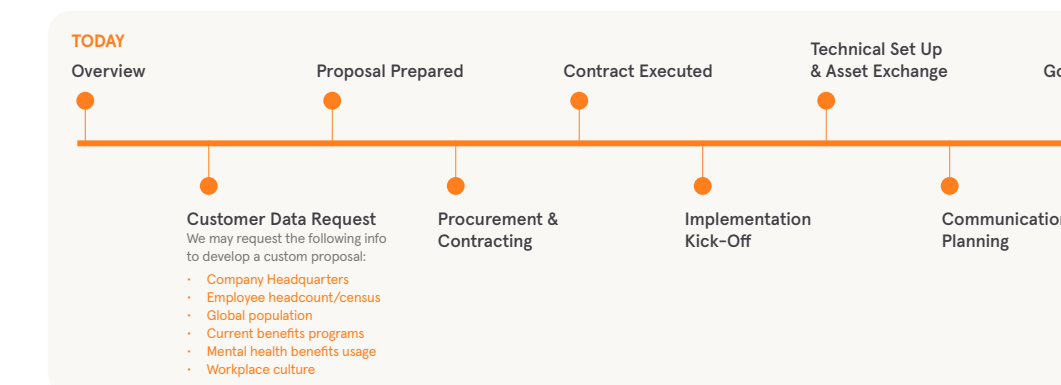 TODAY
Overview
Proposal Prepared
Contract Executed
Technical Set Up
& Asset Exchange
Customer Data Request
We may request the following info
to develop a custom proposal:
· Company Headquarters
· Employee headcount/census
· Global population
· Current benefits programs
· Mental health benefits usage
· Workplace culture
Procurement &
Contracting
Implementation
Kick-Off
Planning